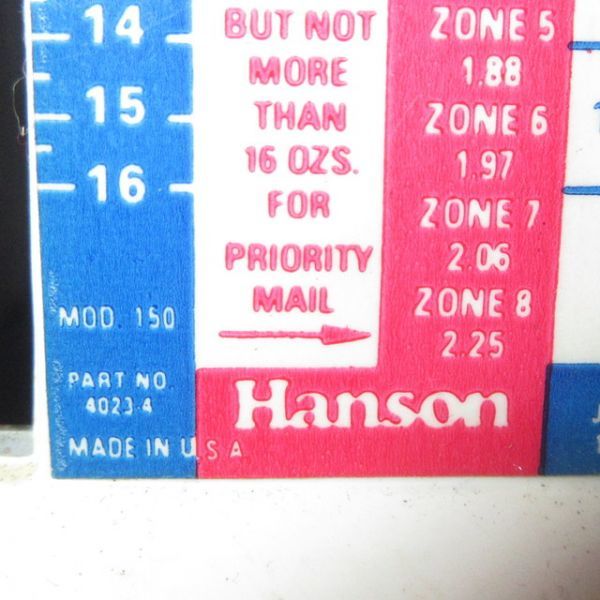 14
15
16
MOD. 150
PART NO.
4023-4
MADE IN U.S.A.
BUT NOT
MORE
THAN
16 OZS.
FOR
PRIORITY
MAIL
ZONE 5
1.88
ZONE 6
1.97
ZONE 7
2.06
ZONE 8
2.25
Hanson